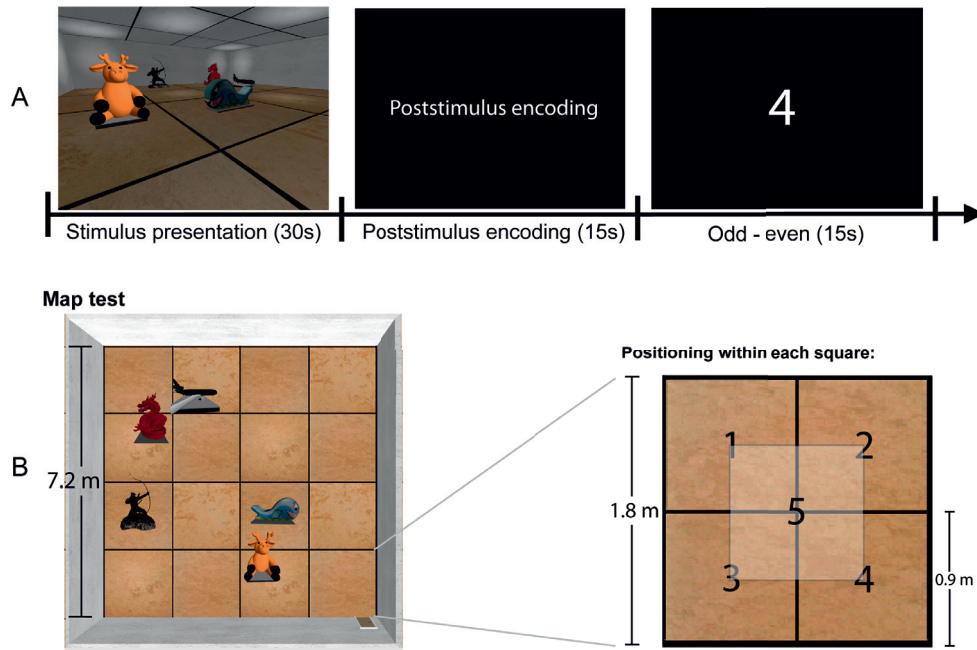 A
Poststimulus encoding
4
Stimulus presentation (30s)
Poststimulus encoding (15s)
Odd - even (15s)
Map test
B
7.2 m
Positioning within each square:
1.8 m
1
2
5
3
4
0.9 m